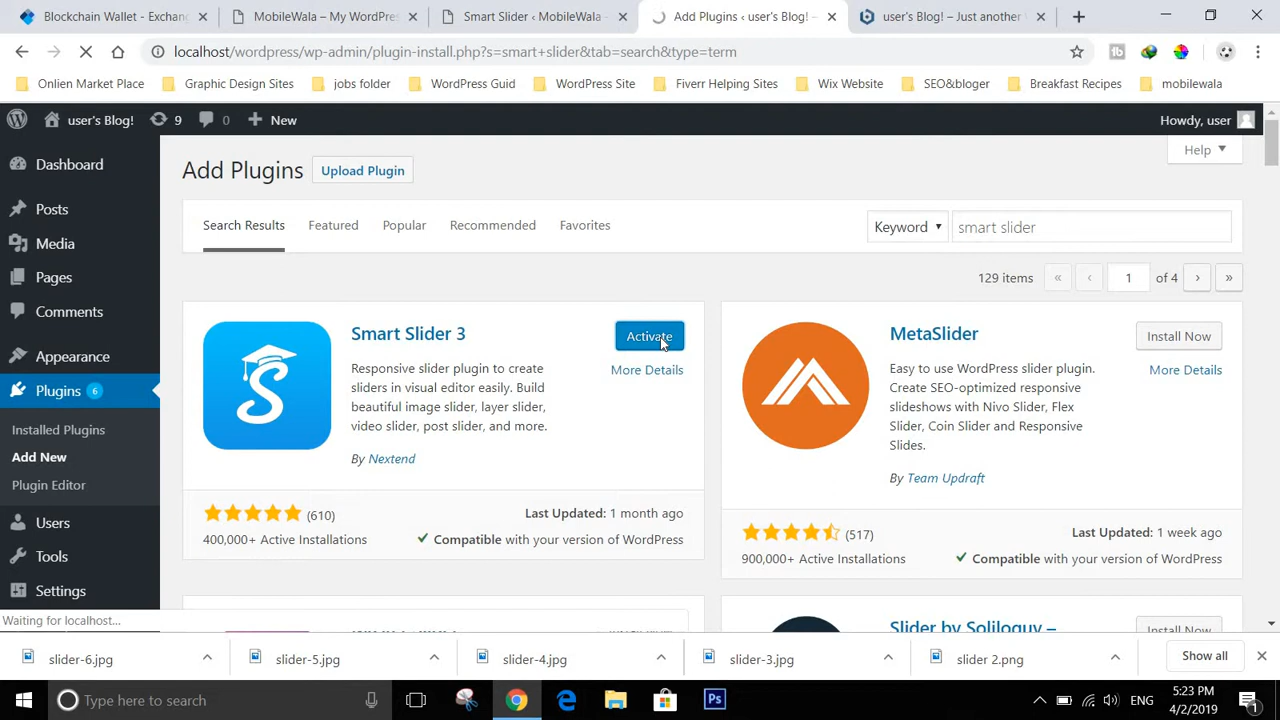 Blockchain Wallet - Exchan
MobileWala – My WordPres
Smart Slider ‹ MobileWala –
Add Plugins ‹ user's Blog! –
user's Blog! – Just another
localhost/wordpress/wp-admin/plugin-install.php?s=smart+slider&tab=search&type=term
Onlien Market Place
Graphic Design Sites
jobs folder
WordPress Guid
WordPress Site
Fiverr Helping Sites
Wix Website
SEO&bloger
Breakfast Recipes
mobilewala
user's Blog!
9
0
New
Howdy, user
Dashboard
Posts
Media
Pages
Comments
Appearance
Plugins 6
Installed Plugins
Add New
Plugin Editor
Users
Tools
Settings
Waiting for localhost...
Add Plugins
Upload Plugin
Help
Search Results
Featured
Popular
Recommended
Favorites
Keyword
smart slider
129 items
«
‹
1
of 4
›
»
S
Smart Slider 3
Activate
More Details
Responsive slider plugin to create
sliders in visual editor easily. Build
beautiful image slider, layer slider,
video slider, post slider, and more.
By Nextend
(610)
400,000+ Active Installations
Last Updated: 1 month ago
Compatible with your version of WordPress
MetaSlider
Install Now
More Details
Easy to use WordPress slider plugin.
Create SEO-optimized responsive
slideshows with Nivo Slider, Flex
Slider, Coin Slider and Responsive
Slides.
By Team Updraft
(517)
900,000+ Active Installations
Last Updated: 1 week ago
Compatible with your version of WordPress
Slider by Soliloquy –
Install Now
slider-6.jpg
slider-5.jpg
slider-4.jpg
slider-3.jpg
slider 2.png
Show all
Type here to search
Ps
ENG
5:23 PM
4/2/2019
1